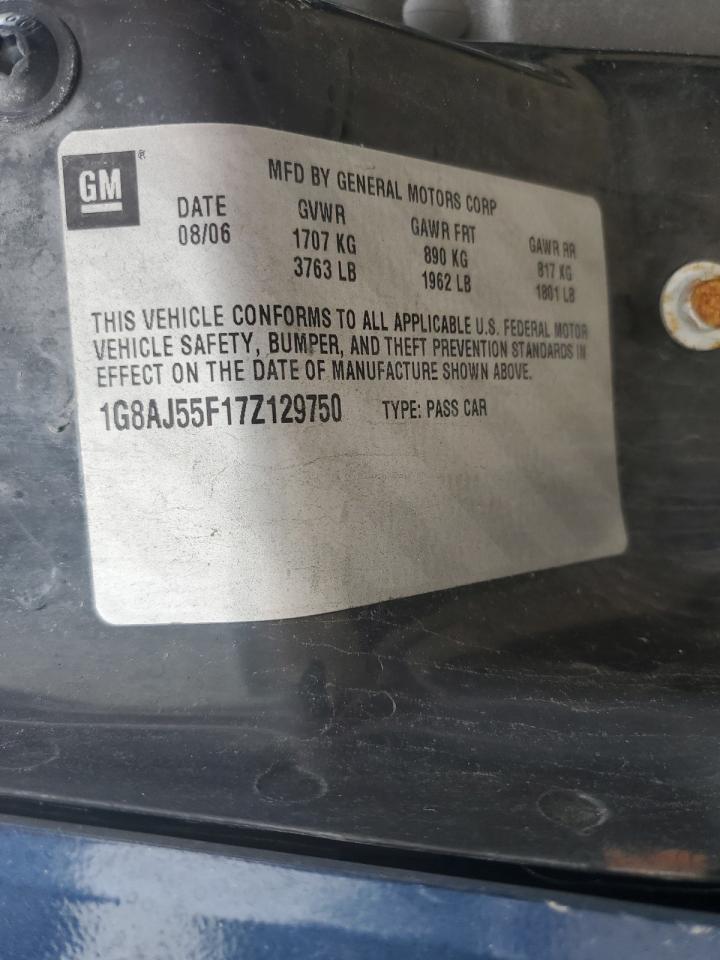 GM®
MFD BY GENERAL MOTORS CORP
DATE GVWR GAWR FRT GAWR RR
08/06 1707 KG 890 KG 817 KG
3763 LB 1962 LB 1801 LB
THIS VEHICLE CONFORMS TO ALL APPLICABLE U.S. FEDERAL MOTOR
VEHICLE SAFETY, BUMPER, AND THEFT PREVENTION STANDARDS IN
EFFECT ON THE DATE OF MANUFACTURE SHOWN ABOVE.
1G8AJ55F17Z129750 TYPE: PASS CAR